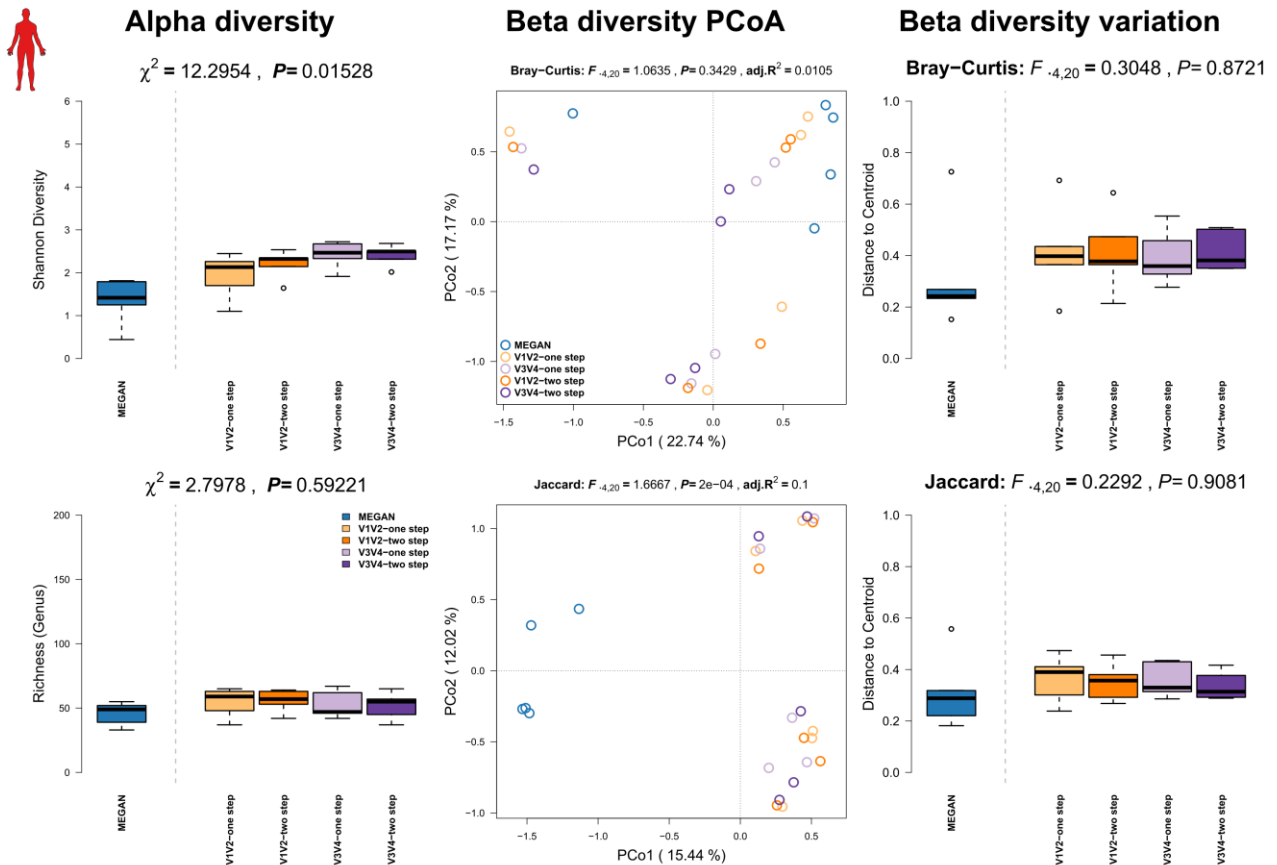 Alpha diversity
Beta diversity PCoA
Beta diversity variation
χ² = 12.2954 , P= 0.01528
Shannon Diversity
6
5
4
3
2
1
0
MEGAN
V1V2−one step
V1V2−two step
V3V4−one step
V3V4−two step
Bray−Curtis: F .4,20 = 1.0635 , P= 0.3429 , adj.R² = 0.0105
PCo2 ( 17.17 %)
0.5
0.0
−0.5
−1.0
MEGAN
V1V2−one step
V3V4−one step
V1V2−two step
V3V4−two step
−1.5 −1.0 −0.5 0.0 0.5
PCo1 ( 22.74 %)
Bray−Curtis: F .4,20 = 0.3048 , P= 0.8721
Distance to Centroid
1.0
0.8
0.6
0.4
0.2
0.0
MEGAN
V1V2−one step
V1V2−two step
V3V4−one step
V3V4−two step
χ² = 2.7978 , P= 0.59221
Richness (Genus)
200
150
100
50
0
MEGAN
V1V2−one step
V1V2−two step
V3V4−one step
V3V4−two step
MEGAN
V1V2−one step
V1V2−two step
V3V4−one step
V3V4−two step
Jaccard: F .4,20 = 1.6667 , P= 2e−04 , adj.R² = 0.1
PCo2 ( 12.02 %)
1.0
0.5
0.0
−0.5
−1.0
−1.5 −1.0 −0.5 0.0 0.5
PCo1 ( 15.44 %)
Jaccard: F .4,20 = 0.2292 , P= 0.9081
Distance to Centroid
1.0
0.8
0.6
0.4
0.2
0.0
MEGAN
V1V2−one step
V1V2−two step
V3V4−one step
V3V4−two step